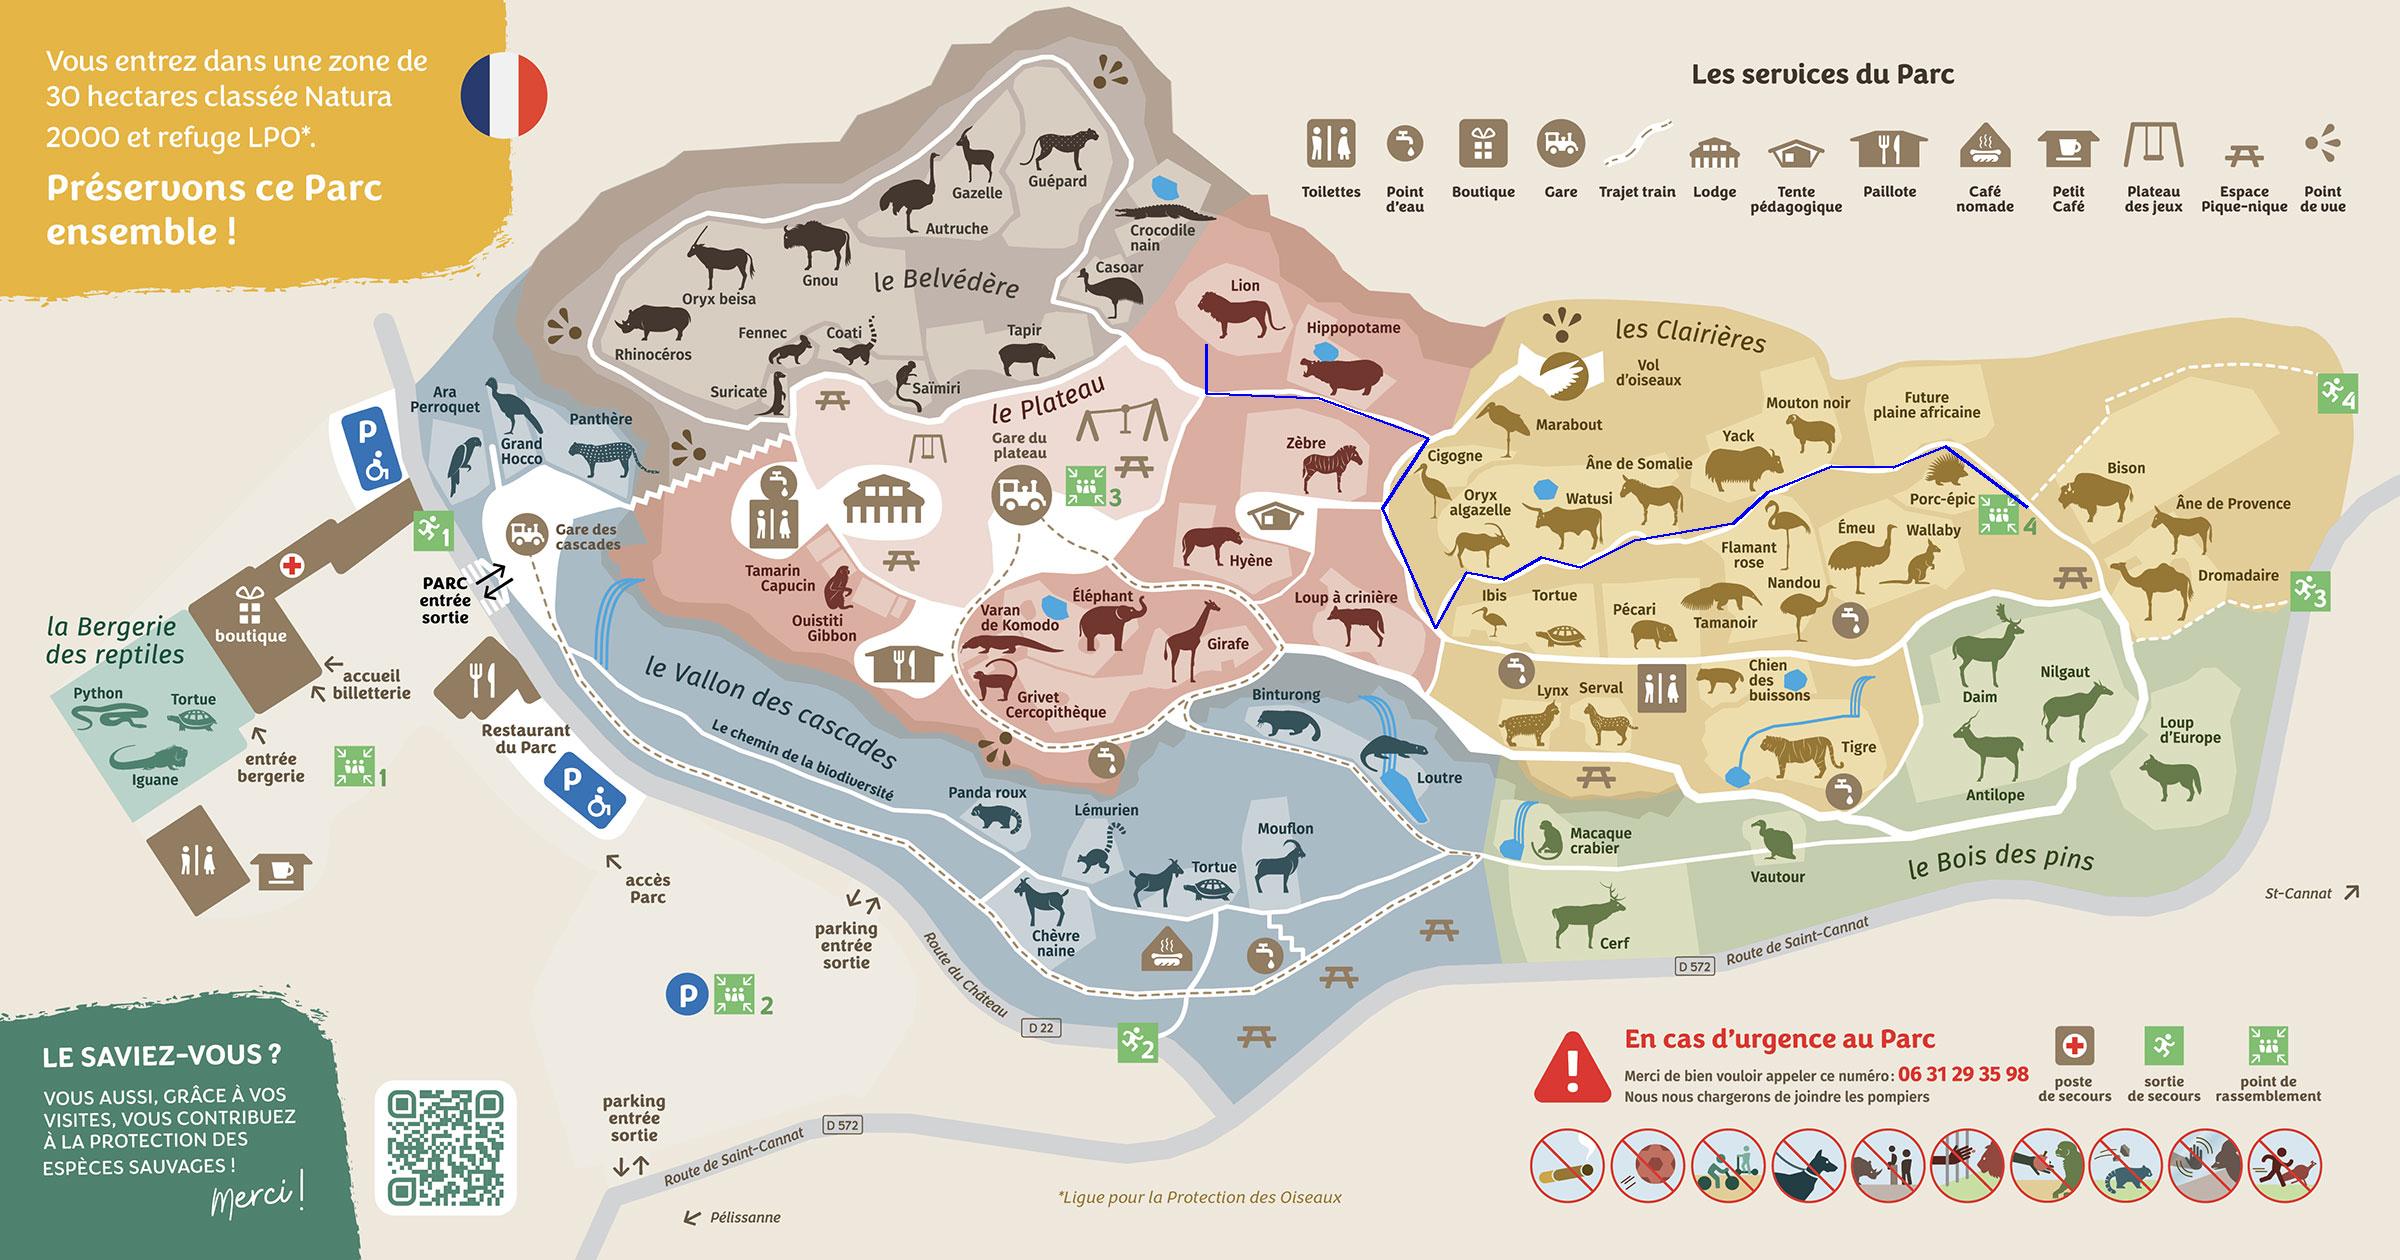 Vous entrez dans une zone de
30 hectares classée Natura
2000 et refuge LPO*.
Préservons ce Parc
ensemble !
Les services du Parc
Toilettes
Point
d'eau
Boutique
Gare
Trajet train
Lodge
Tente
pédagogique
Paillote
Café
nomade
Petit
Café
Plateau
des jeux
Espace
Pique-nique
Point
de vue
le Belvédère
Guépard
Gazelle
Autruche
Gnou
Oryx beisa
Rhinocéros
Fennec
Coati
Suricate
Saïmiri
Tapir
Crocodile
nain
Casoar
Lion
Hippopotame
le Plateau
Gare du
plateau
3
Zèbre
Hyène
Loup à crinière
Tamarin
Capucin
Ouistiti
Gibbon
Varan
de Komodo
Éléphant
Girafe
Grivet
Cercopithèque
les Clairières
Vol
d'oiseaux
Marabout
Cigogne
Oryx
algazelle
Watusi
Âne de Somalie
Yack
Mouton noir
Future
plaine africaine
Porc-épic
4
4
Bison
Âne de Provence
Dromadaire
3
Flamant
rose
Émeu
Wallaby
Nandou
Tamanoir
Pécari
Tortue
Ibis
Lynx
Serval
Chien
des
buissons
Tigre
Daim
Nilgaut
Antilope
Loup
d'Europe
Macaque
crabier
Vautour
Cerf
le Bois des pins
St-Cannat
Ara
Perroquet
Grand
Hocco
Panthère
P
1
Gare des
cascades
PARC
entrée
sortie
boutique
la Bergerie
des reptiles
Python
Tortue
Iguane
accueil
billetterie
entrée
bergerie
1
Restaurant
du Parc
P
accès
Parc
le Vallon des cascades
Le chemin de la biodiversité
Panda roux
Lémurien
Mouflon
Tortue
Chèvre
naine
Binturong
Loutre
parking
entrée
sortie
P
2
Route du Château
D 22
2
D 572
Route de Saint-Cannat
parking
entrée
sortie
Route de Saint-Cannat
D 572
Pélissanne
*Ligue pour la Protection des Oiseaux
LE SAVIEZ-VOUS ?
VOUS AUSSI, GRÂCE À VOS
VISITES, VOUS CONTRIBUEZ
À LA PROTECTION DES
ESPÈCES SAUVAGES !
Merci !
!
En cas d'urgence au Parc
Merci de bien vouloir appeler ce numéro : 06 31 29 35 98
Nous nous chargerons de joindre les pompiers
poste
de secours
sortie
de secours
point de
rassemblement